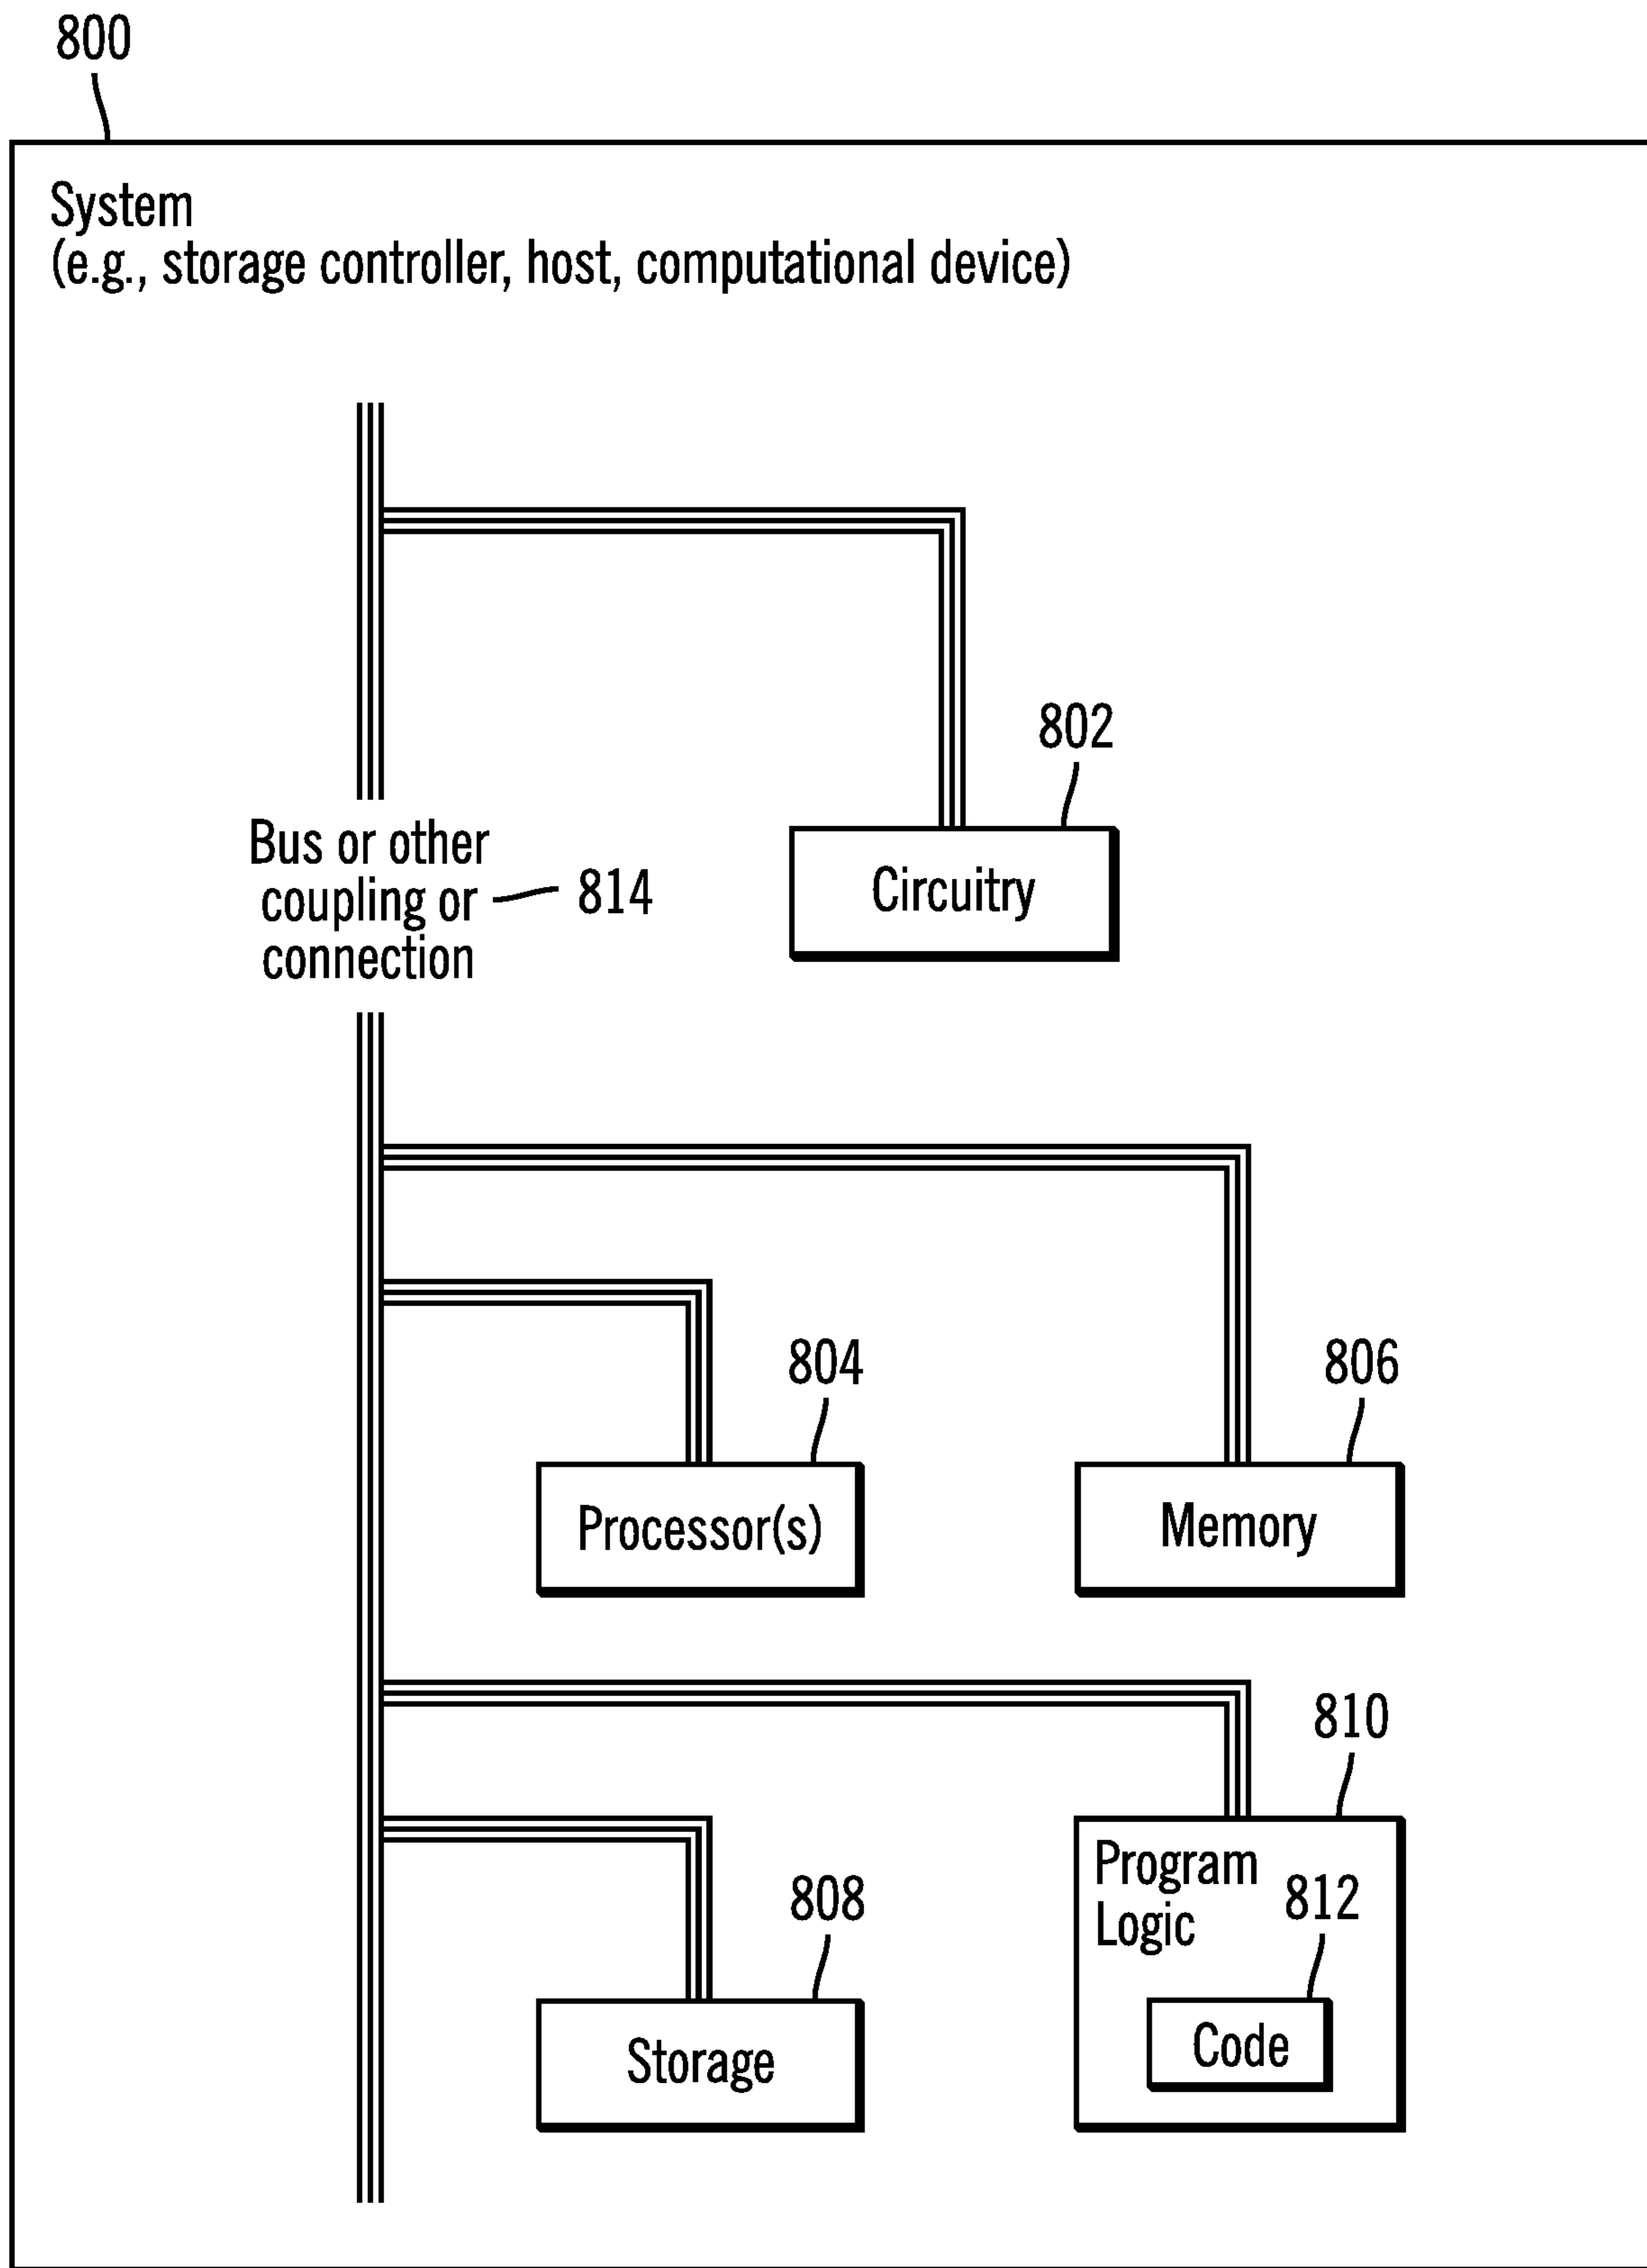 800
System
(e.g., storage controller, host, computational device)
802
Circuitry
Bus or other
coupling or
connection
814
804
Processor(s)
806
Memory
810
Program
Logic
812
Code
808
Storage